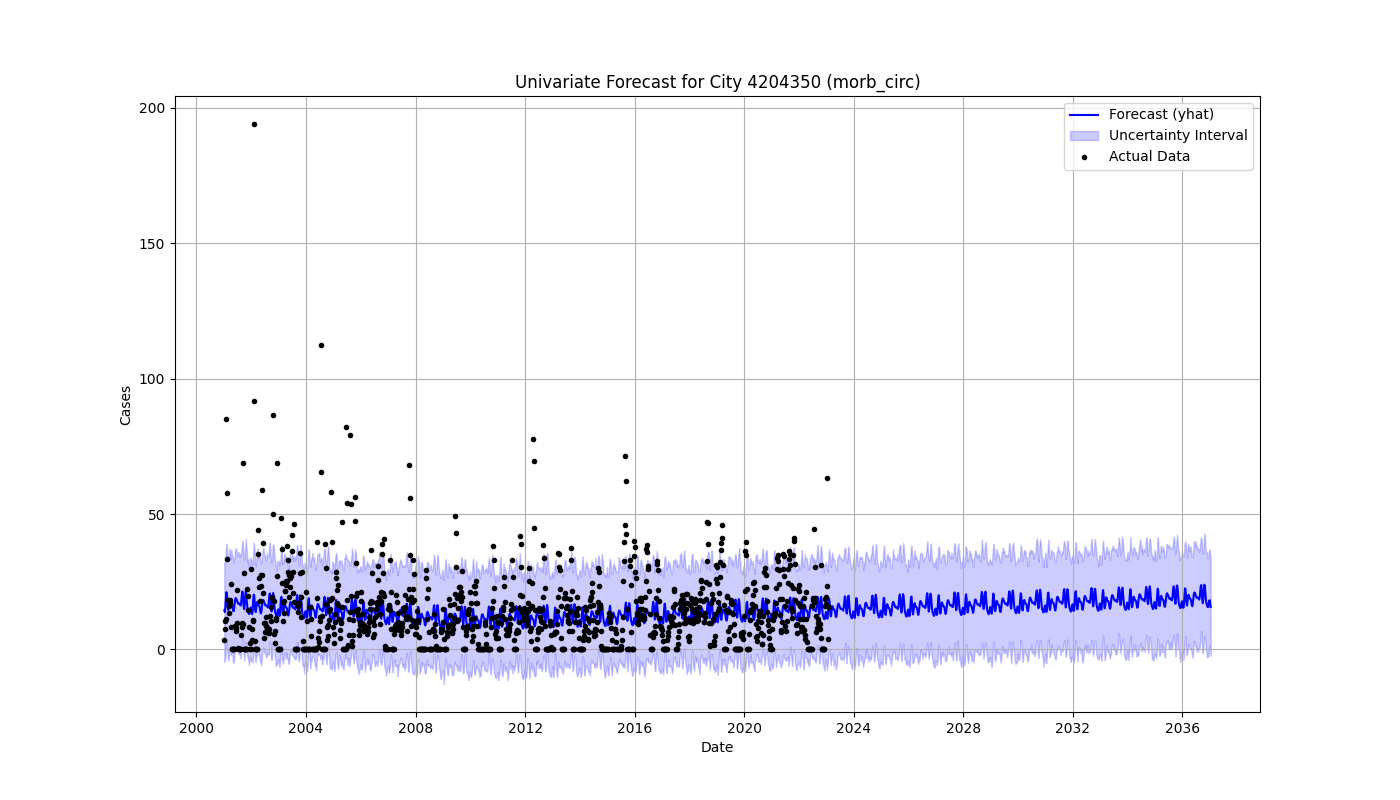 Univariate Forecast for City 4204350 (morb_circ)
Forecast (yhat)
Uncertainty Interval
Actual Data
200
150
100
50
0
Cases
2000 2004 2008 2012 2016 2020 2024 2028 2032 2036
Date